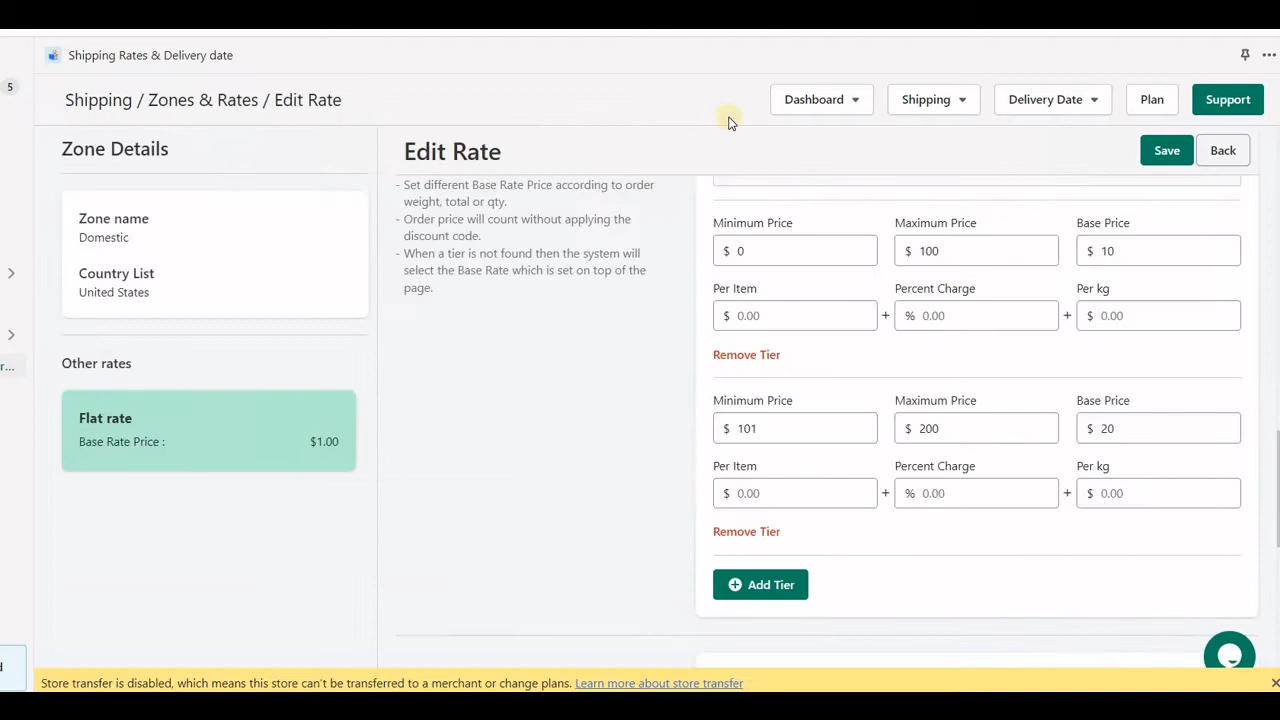 Shipping Rates & Delivery date
5
Shipping / Zones & Rates / Edit Rate
Dashboard
Shipping
Delivery Date
Plan
Support
Zone Details
Zone name
Domestic
Country List
United States
Other rates
Flat rate
Base Rate Price :
$1.00
Edit Rate
Save
Back
- Set different Base Rate Price according to order
weight, total or qty.
- Order price will count without applying the
discount code.
- When a tier is not found then the system will
select the Base Rate which is set on top of the
page.
Minimum Price
Maximum Price
Base Price
$ 0
$ 100
$ 10
Per Item
Percent Charge
Per kg
$ 0.00
+
% 0.00
+
$ 0.00
Remove Tier
Minimum Price
Maximum Price
Base Price
$ 101
$ 200
$ 20
Per Item
Percent Charge
Per kg
$ 0.00
+
% 0.00
+
$ 0.00
Remove Tier
Add Tier
r...
d
Store transfer is disabled, which means this store can't be transferred to a merchant or change plans. Learn more about store transfer